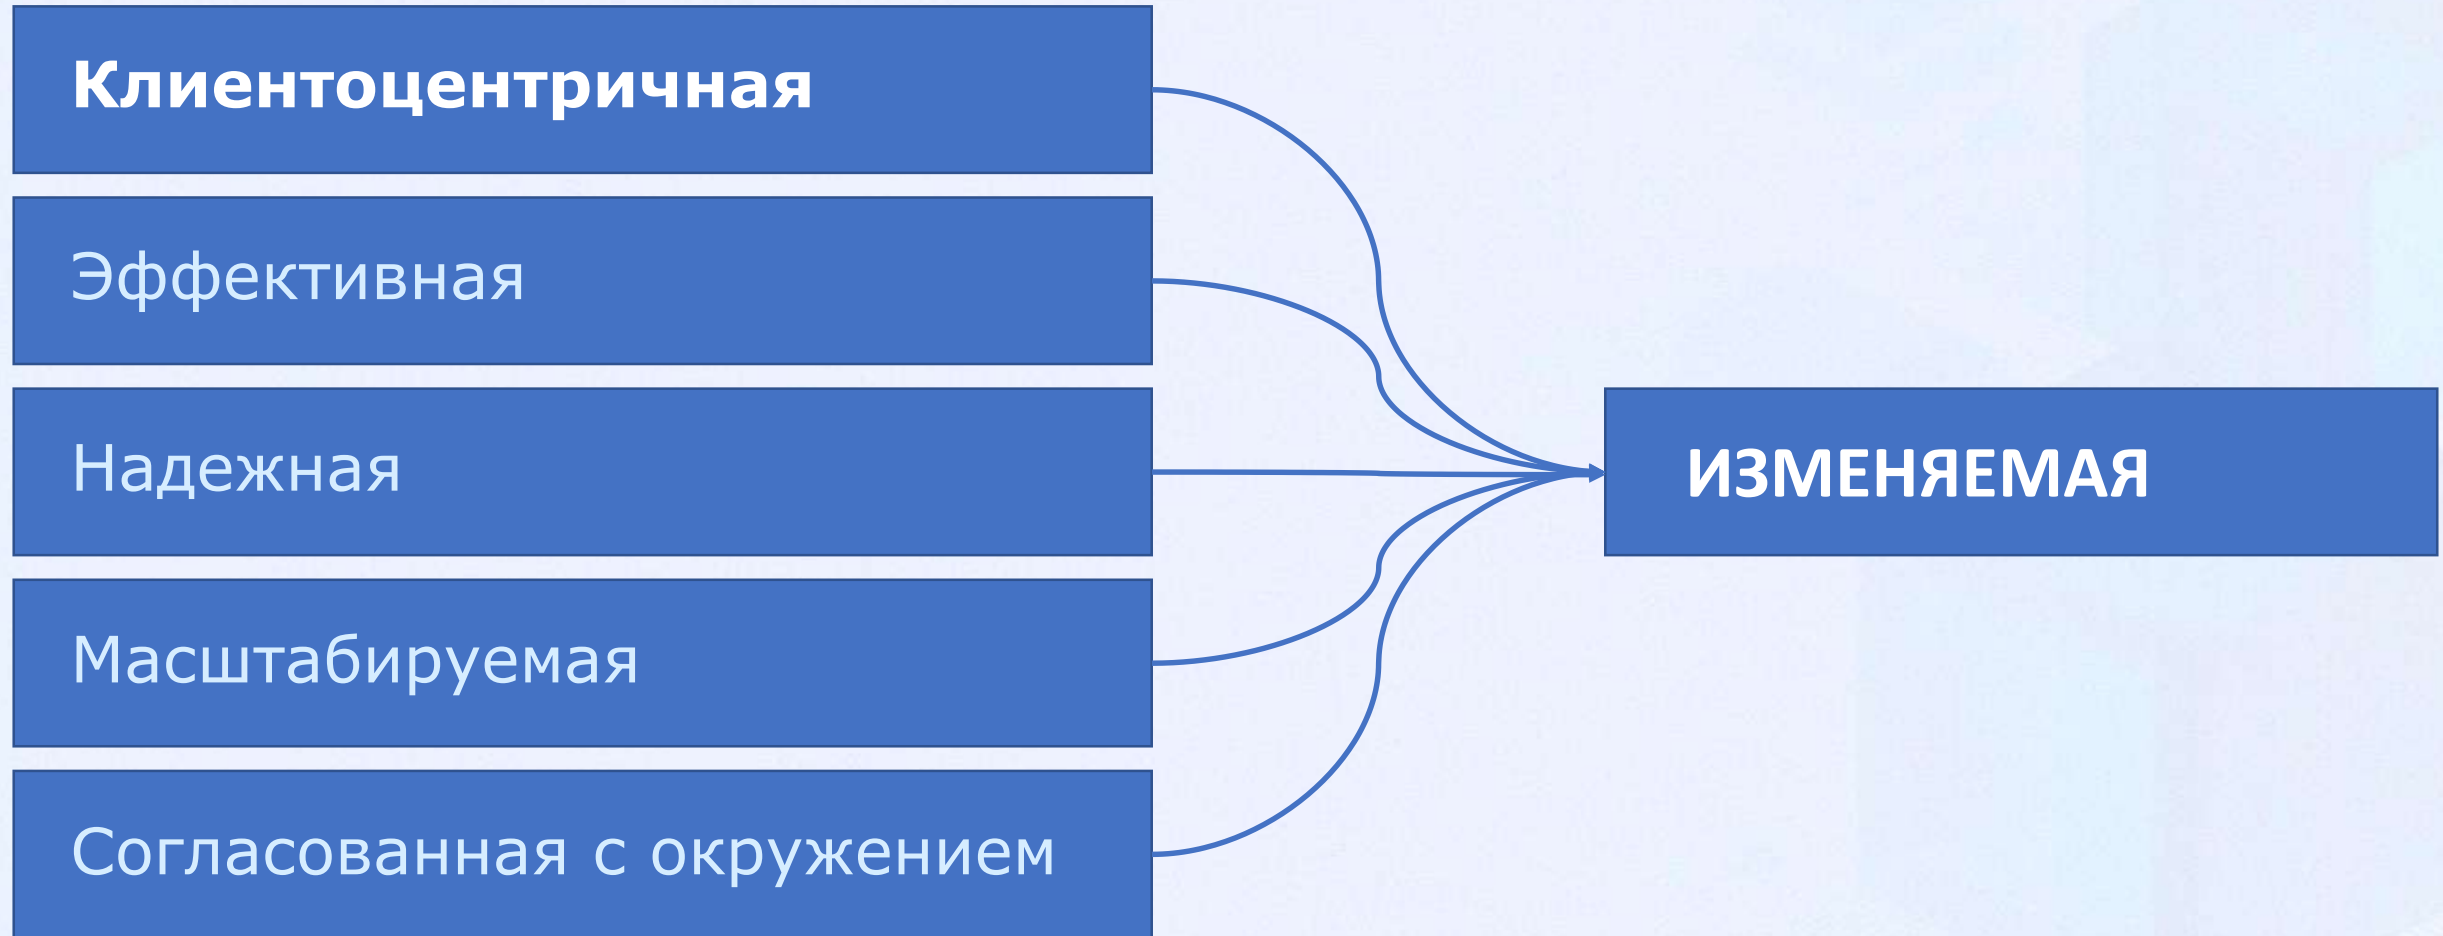 Клиентоцентричная
Эффективная
Надежная
Масштабируемая
Согласованная с окружением
ИЗМЕНЯЕМАЯ